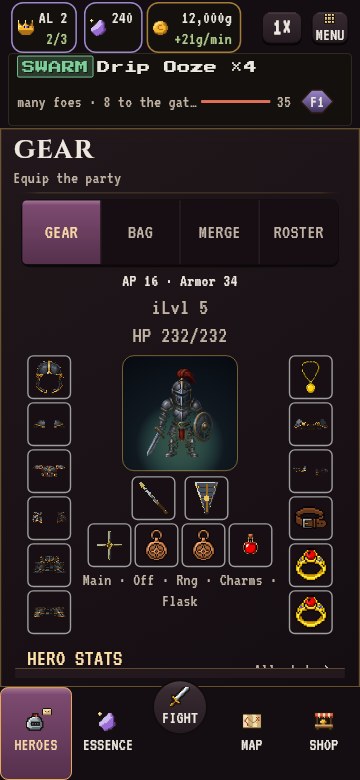 AL 2
2/3
240
12,000g
+21g/min
1X
MENU
SWARM Drip Ooze ×4
many foes · 8 to the gat… 35 F1
GEAR
Equip the party
GEAR BAG MERGE ROSTER
AP 16 · Armor 34
iLvl 5
HP 232/232
Main · Off · Rng · Charms ·
Flask
HERO STATS
HEROES ESSENCE FIGHT MAP SHOP